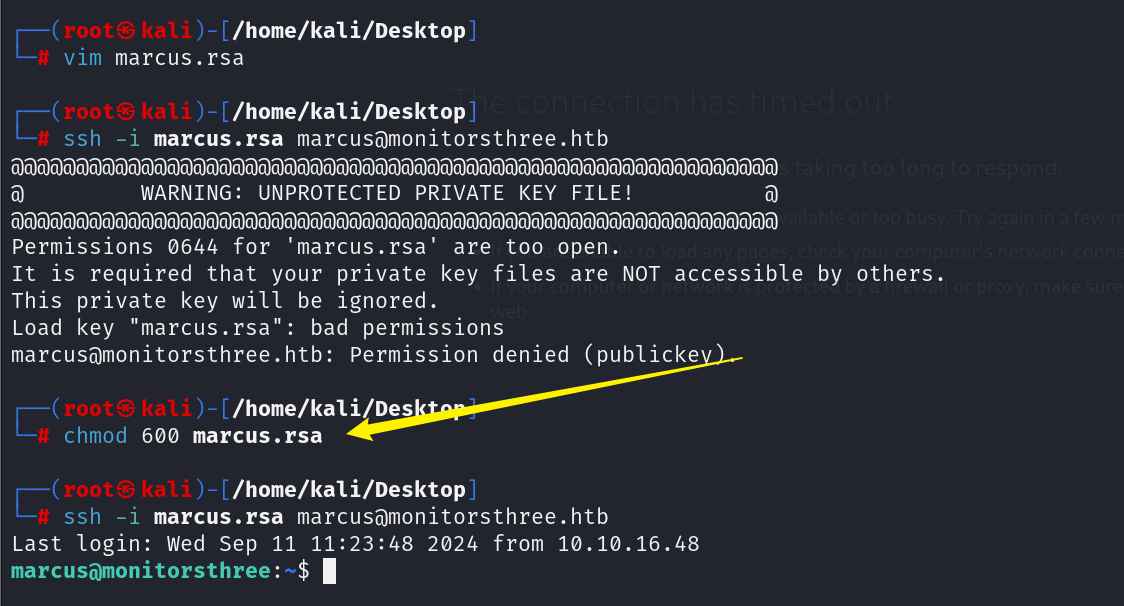 ┌──(root㉿kali)-[/home/kali/Desktop]
└─# vim marcus.rsa
┌──(root㉿kali)-[/home/kali/Desktop]
The connection has timed out
└─# ssh -i marcus.rsa marcus@monitorsthree.htb
@@@@@@@@@@@@@@@@@@@@@@@@@@@@@@@@@@@@@@@@@@@@@@@@@@@@@@@@@@@
s taking too long to respond.
@         WARNING: UNPROTECTED PRIVATE KEY FILE!          @
@@@@@@@@@@@@@@@@@@@@@@@@@@@@@@@@@@@@@@@@@@@@@@@@@@@@@@@@@@@
vailable or too busy. Try again in a few m
Permissions 0644 for 'marcus.rsa' are too open.
If you are unable to load any pages, check your computer's network conne
It is required that your private key files are NOT accessible by others.
If your computer or network is protected by a firewall or proxy, make sure
This private key will be ignored.
web.
Load key "marcus.rsa": bad permissions
marcus@monitorsthree.htb: Permission denied (publickey).
┌──(root㉿kali)-[/home/kali/Desktop]
└─# chmod 600 marcus.rsa
┌──(root㉿kali)-[/home/kali/Desktop]
└─# ssh -i marcus.rsa marcus@monitorsthree.htb
Last login: Wed Sep 11 11:23:48 2024 from 10.10.16.48
marcus@monitorsthree:~$